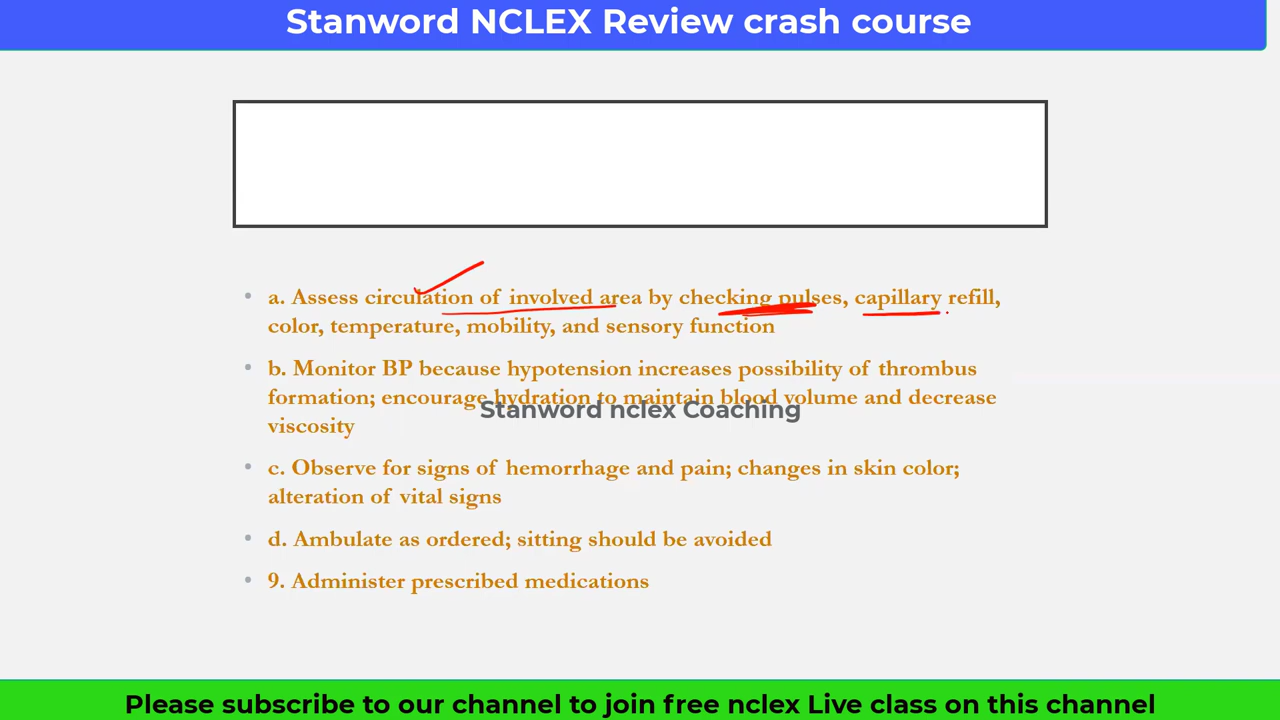 Stanword NCLEX Review crash course
• a. Assess circulation of involved area by checking pulses, capillary refill,
color, temperature, mobility, and sensory function
• b. Monitor BP because hypotension increases possibility of thrombus
formation; encourage hydration to maintain blood volume and decrease
Stanword nclex Coaching
viscosity
• c. Observe for signs of hemorrhage and pain; changes in skin color;
alteration of vital signs
• d. Ambulate as ordered; sitting should be avoided
• 9. Administer prescribed medications
Please subscribe to our channel to join free nclex Live class on this channel